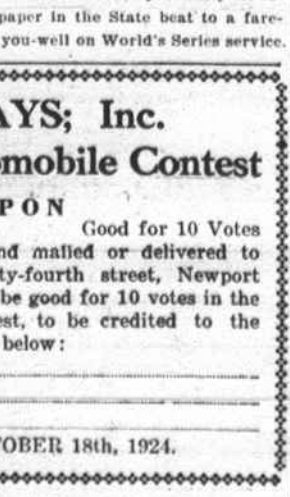 paper in the State beat to a fare-
you-well on World's Series service.
AYS; Inc.
mobile Contest
PON
Good for 10 Votes
nd mailed or delivered to
ty-fourth street, Newport
be good for 10 votes in the
est, to be credited to the
below:
TOBER 18th, 1924.